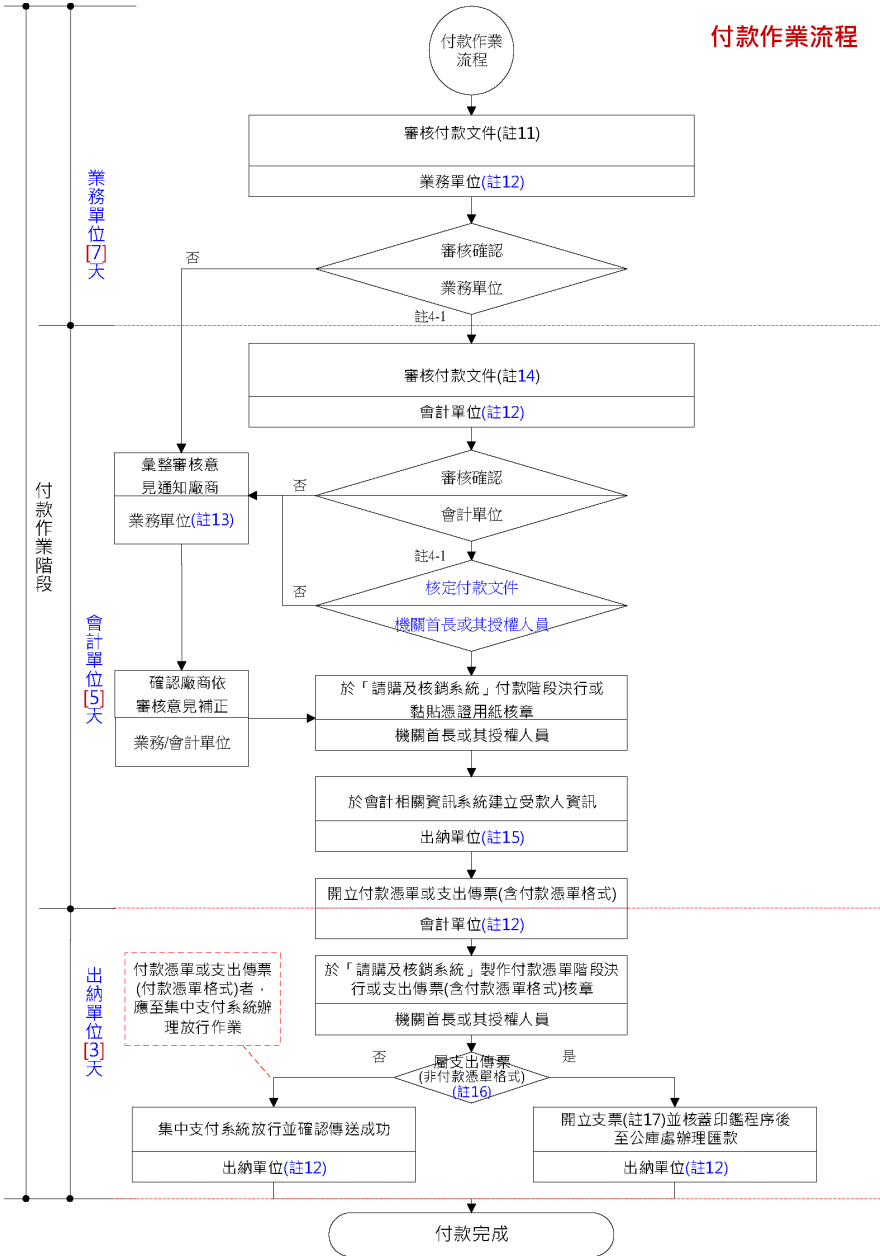 付款作業流程
付款作業
流程
審核付款文件(註11)
業務單位(註12)
業務單位[7]天
審核確認
業務單位
否
註4-1
審核付款文件(註14)
會計單位(註12)
彙整審核意
見通知廠商
業務單位(註13)
否
審核確認
會計單位
註4-1
否
核定付款文件
機關首長或其授權人員
付款作業階段
會計單位[5]天
確認廠商依
審核意見補正
業務/會計單位
於「請購及核銷系統」付款階段決行或
黏貼憑證用紙核章
機關首長或其授權人員
於會計相關資訊系統建立受款人資訊
出納單位(註15)
開立付款憑單或支出傳票(含付款憑單格式)
會計單位(註12)
出納單位[3]天
付款憑單或支出傳票
(付款憑單格式)者，
應至集中支付系統辦
理放行作業
於「請購及核銷系統」製作付款憑單階段決
行或支出傳票(含付款憑單格式)核章
機關首長或其授權人員
否
屬支出傳票
(非付款憑單格式)
(註16)
是
集中支付系統放行並確認傳送成功
出納單位(註12)
開立支票(註17)並核蓋印鑑程序後
至公庫處辦理匯款
出納單位(註12)
付款完成